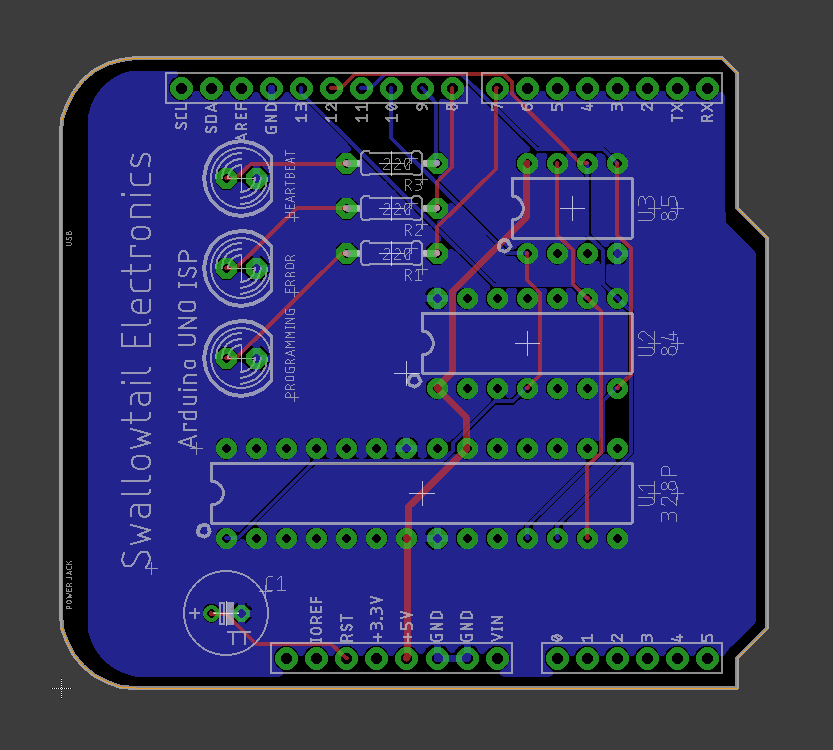 SCL SDA AREF GND 13 12 11 10 9 8 7 6 5 4 3 2 TX RX
HEARTBEAT
220
R3
220
R2
220
R1
U3
85
USB
Swallowtail Electronics
Arduino UNO ISP
PROGRAMMING
ERROR
U2
84
U1
328P
POWER JACK
C1
IOREF RST +3.3V +5V GND GND VIN 0 1 2 3 4 5